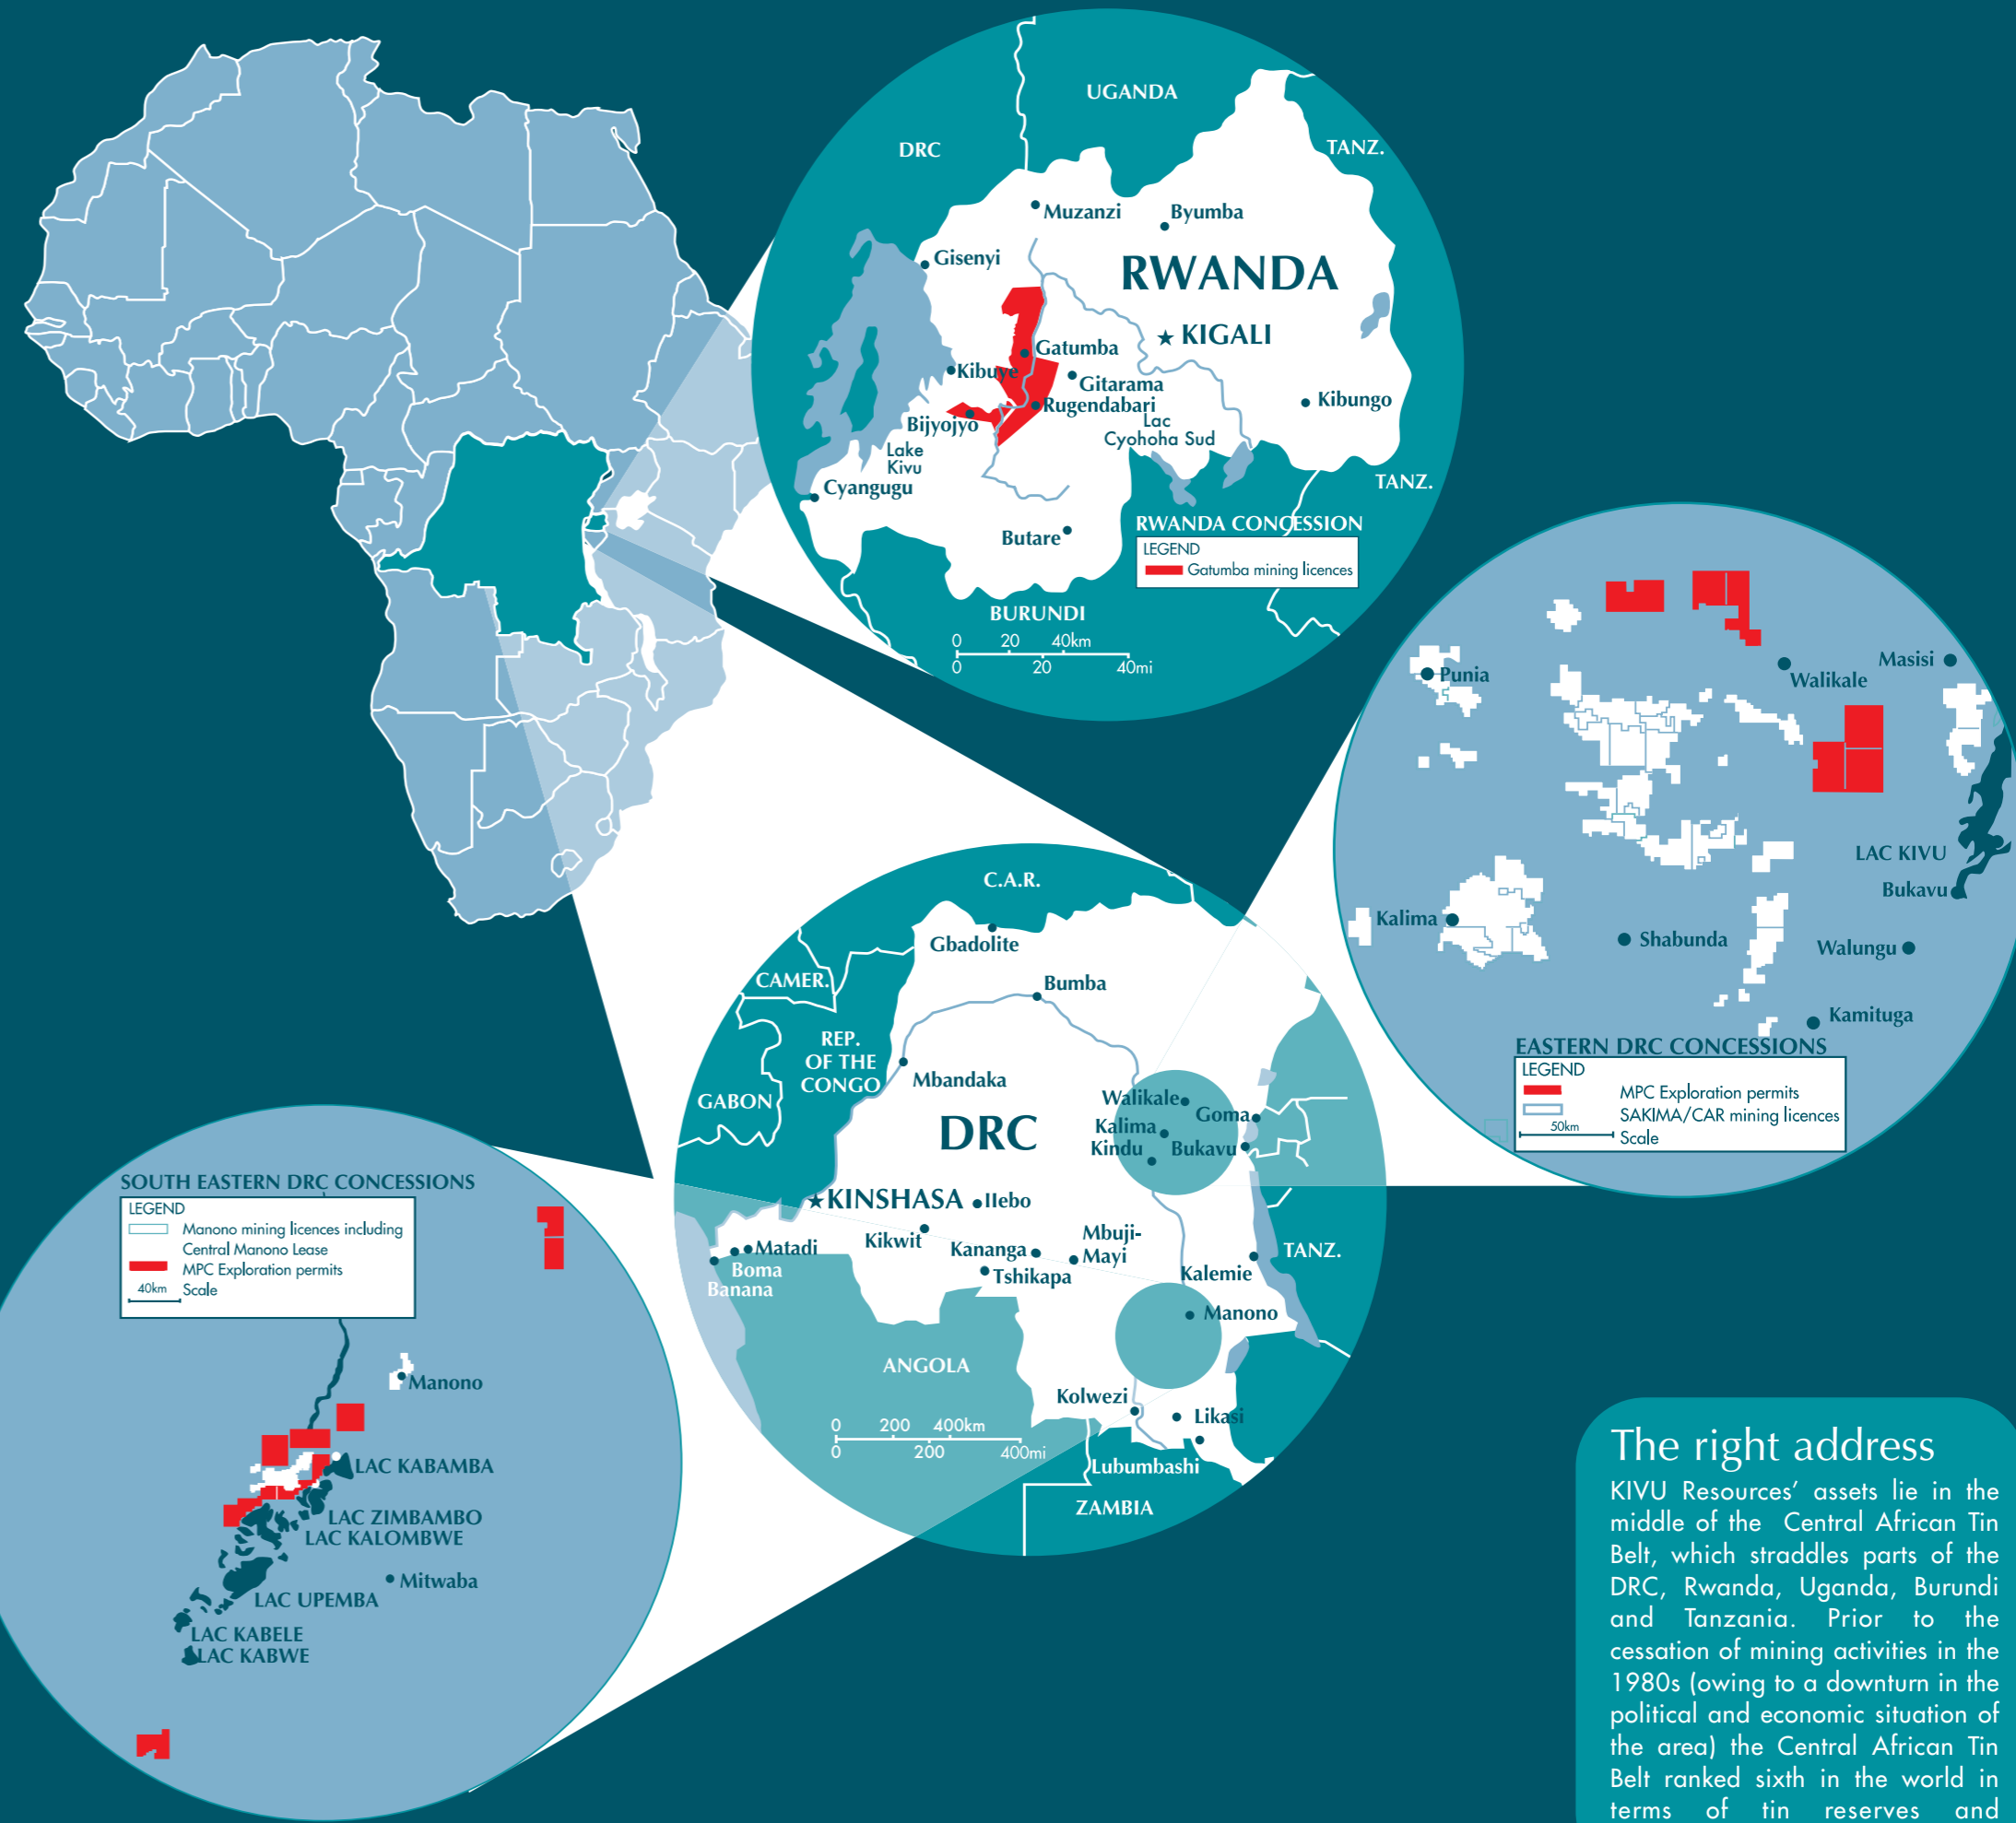 UGANDA
DRC
TANZ.
Muzanzi
Byumba
Gisenyi
RWANDA
KIGALI
Gatumba
Kibuye
Gitarama
Rugendabari
Kibungo
Bijyojyo
Lac
Cyohoha Sud
Lake
Kivu
Cyangugu
TANZ.
Butare
RWANDA CONCESSION
LEGEND
Gatumba mining licences
BURUNDI
0 20 40km
0 20 40mi
Punia
Walikale
Masisi
LAC KIVU
Bukavu
Kalima
Shabunda
Walungu
Kamituga
EASTERN DRC CONCESSIONS
LEGEND
MPC Exploration permits
SAKIMA/CAR mining licences
50km
Scale
C.A.R.
Gbadolite
CAMER.
Bumba
REP.
OF THE
CONGO
Mbandaka
GABON
DRC
Walikale
Goma
Kalima
Kindu
Bukavu
KINSHASA
Ilebo
Matadi
Boma
Banana
Kikwit
Kananga
Mbuji-
Mayi
Tshikapa
Kalemie
TANZ.
Manono
ANGOLA
Kolwezi
Likasi
0 200 400km
0 200 400mi
Lubumbashi
ZAMBIA
SOUTH EASTERN DRC CONCESSIONS
LEGEND
Manono mining licences including
Central Manono Lease
MPC Exploration permits
40km
Scale
Manono
LAC KABAMBA
LAC ZIMBAMBO
LAC KALOMBWE
Mitwaba
LAC UPEMBA
LAC KABELE
LAC KABWE
The right address
KIVU Resources' assets lie in the
middle of the Central African Tin
Belt, which straddles parts of the
DRC, Rwanda, Uganda, Burundi
and Tanzania. Prior to the
cessation of mining activities in the
1980s (owing to a downturn in the
political and economic situation of
the area) the Central African Tin
Belt ranked sixth in the world in
terms of tin reserves and